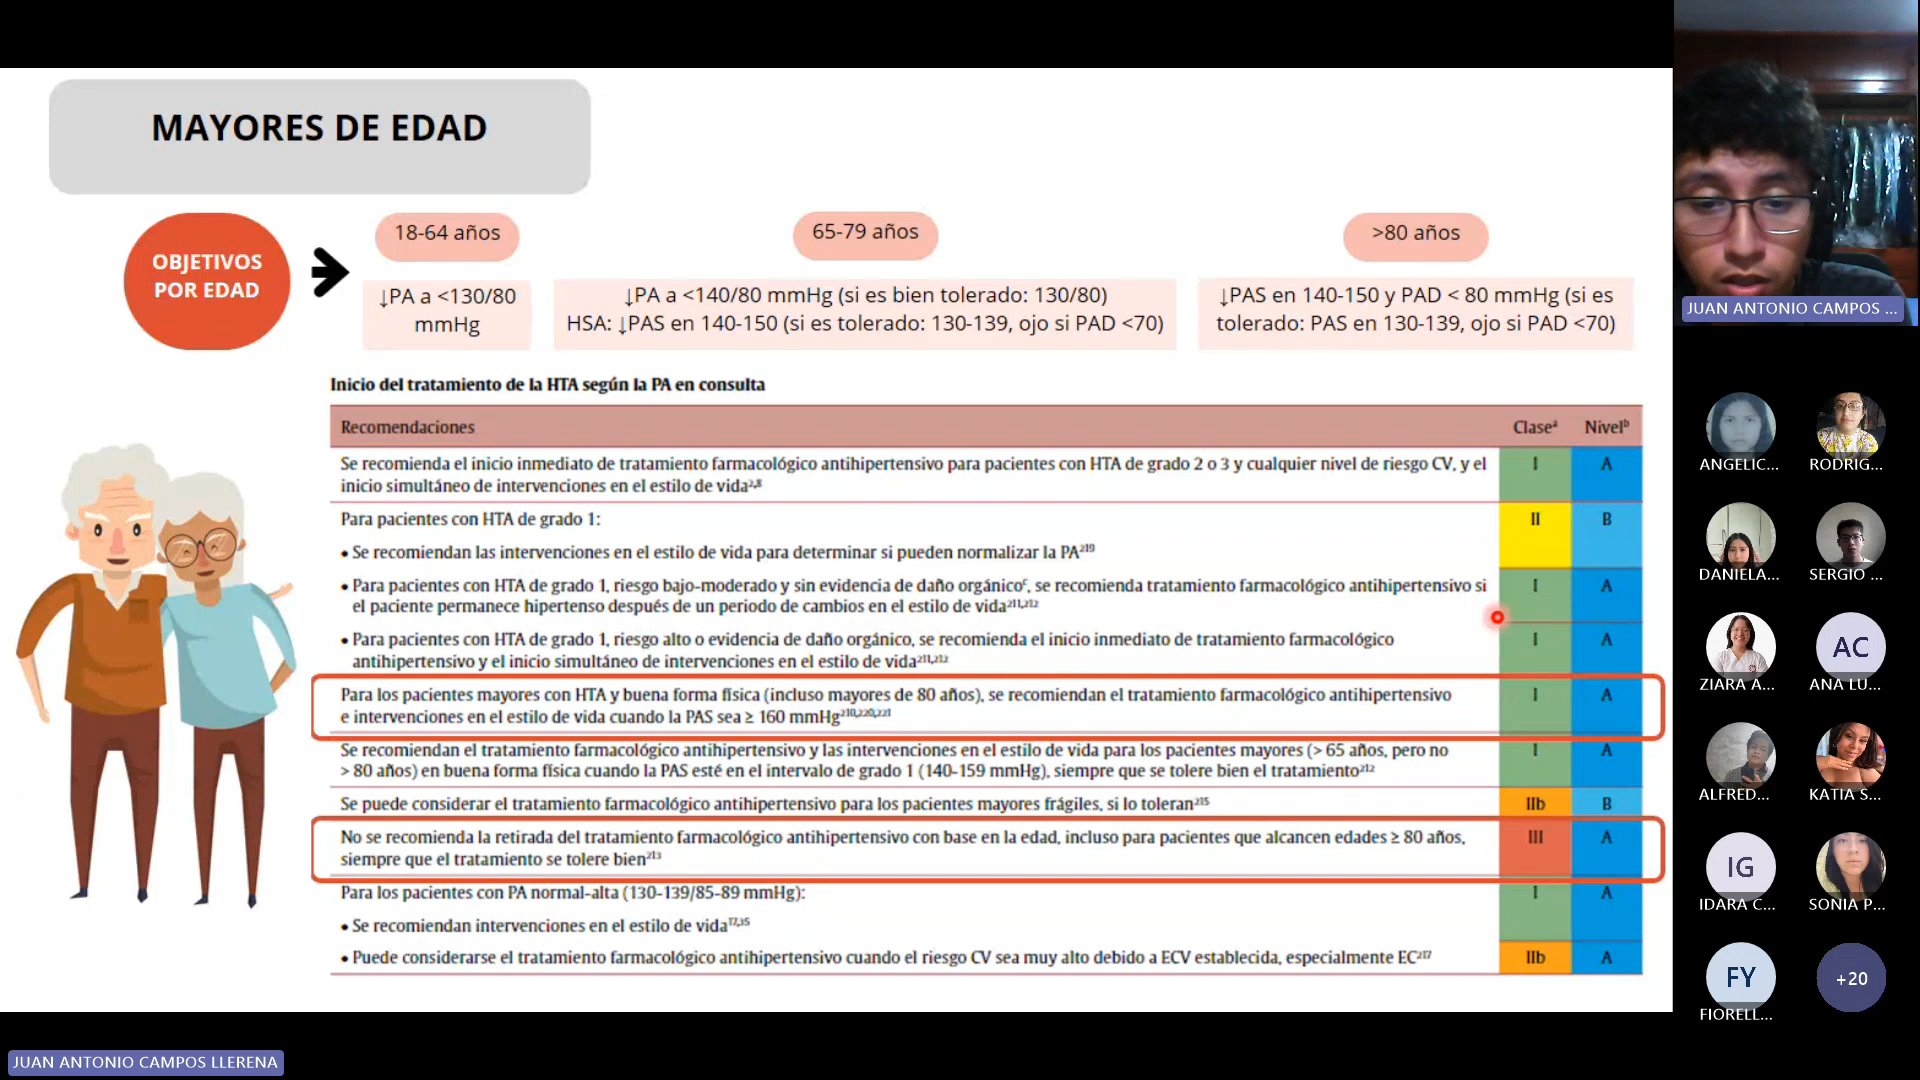 MAYORES DE EDAD
OBJETIVOS
POR EDAD
18-64 años
↓PA a <130/80
mmHg
65-79 años
↓PA a <140/80 mmHg (si es bien tolerado: 130/80)
HSA: ↓PAS en 140-150 (si es tolerado: 130-139, ojo si PAD <70)
>80 años
↓PAS en 140-150 y PAD < 80 mmHg (si es
tolerado: PAS en 130-139, ojo si PAD <70)
Inicio del tratamiento de la HTA según la PA en consulta
Recomendaciones Claseª Nivelᵇ
Se recomienda el inicio inmediato de tratamiento farmacológico antihipertensivo para pacientes con HTA de grado 2 o 3 y cualquier nivel de riesgo CV, y el I A
inicio simultáneo de intervenciones en el estilo de vida²,⁸
Para pacientes con HTA de grado 1: II B
• Se recomiendan las intervenciones en el estilo de vida para determinar si pueden normalizar la PA²¹⁹
• Para pacientes con HTA de grado 1, riesgo bajo-moderado y sin evidencia de daño orgánicoᶜ, se recomienda tratamiento farmacológico antihipertensivo si I A
el paciente permanece hipertenso después de un periodo de cambios en el estilo de vida²¹¹,²¹²
• Para pacientes con HTA de grado 1, riesgo alto o evidencia de daño orgánico, se recomienda el inicio inmediato de tratamiento farmacológico I A
antihipertensivo y el inicio simultáneo de intervenciones en el estilo de vida²¹¹,²¹²
Para los pacientes mayores con HTA y buena forma física (incluso mayores de 80 años), se recomiendan el tratamiento farmacológico antihipertensivo I A
e intervenciones en el estilo de vida cuando la PAS sea ≥ 160 mmHg²¹⁰,²²⁰,²²¹
Se recomiendan el tratamiento farmacológico antihipertensivo y las intervenciones en el estilo de vida para los pacientes mayores (> 65 años, pero no I A
> 80 años) en buena forma física cuando la PAS esté en el intervalo de grado 1 (140-159 mmHg), siempre que se tolere bien el tratamiento²¹²
Se puede considerar el tratamiento farmacológico antihipertensivo para los pacientes mayores frágiles, si lo toleran²¹⁵ IIb B
No se recomienda la retirada del tratamiento farmacológico antihipertensivo con base en la edad, incluso para pacientes que alcancen edades ≥ 80 años, III A
siempre que el tratamiento se tolere bien²¹³
Para los pacientes con PA normal-alta (130-139/85-89 mmHg): I A
• Se recomiendan intervenciones en el estilo de vida¹⁷,³⁵
• Puede considerarse el tratamiento farmacológico antihipertensivo cuando el riesgo CV sea muy alto debido a ECV establecida, especialmente EC²¹⁷ IIb A
JUAN ANTONIO CAMPOS ...
ANGELIC...
RODRIG...
DANIELA...
SERGIO ...
ZIARA A...
AC
ANA LU...
ALFRED...
KATIA S...
IG
IDARA C...
SONIA P...
FY
FIORELL...
+20
JUAN ANTONIO CAMPOS LLERENA